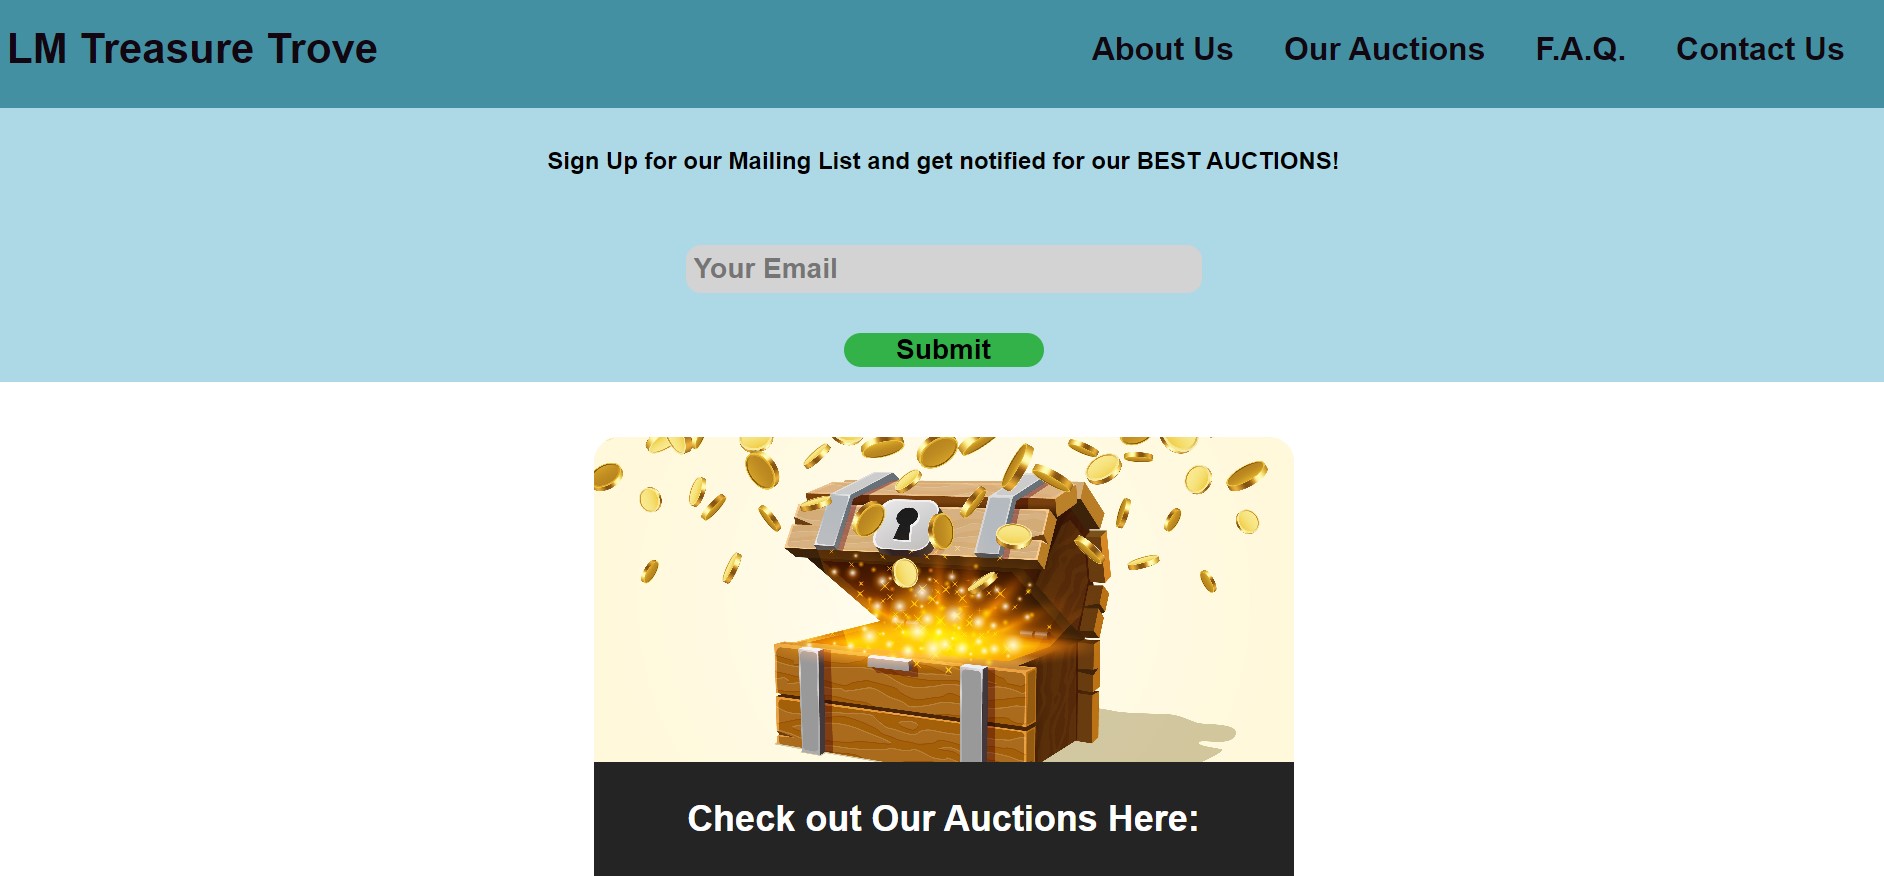 LM Treasure Trove
About Us
Our Auctions
F.A.Q.
Contact Us
Sign Up for our Mailing List and get notified for our BEST AUCTIONS!
Your Email
Submit
Check out Our Auctions Here: